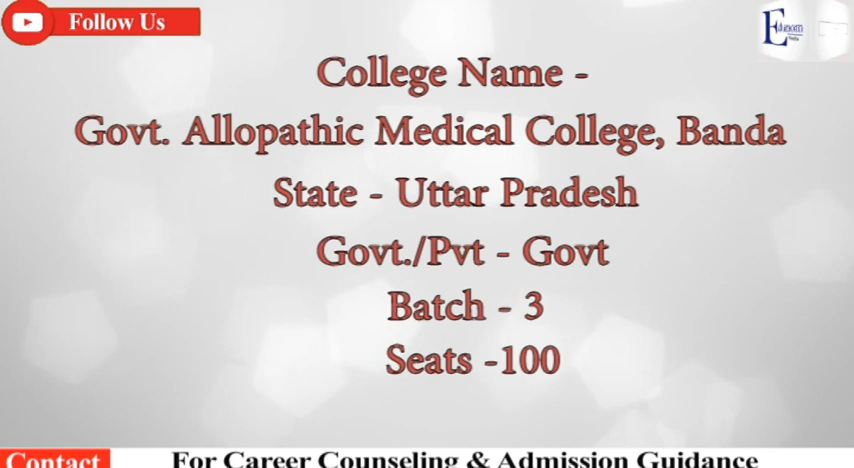 Follow Us
Edunom
College Name -
Govt. Allopathic Medical College, Banda
State - Uttar Pradesh
Govt./Pvt - Govt
Batch - 3
Seats -100
Contact
For Career Counseling & Admission Guidance